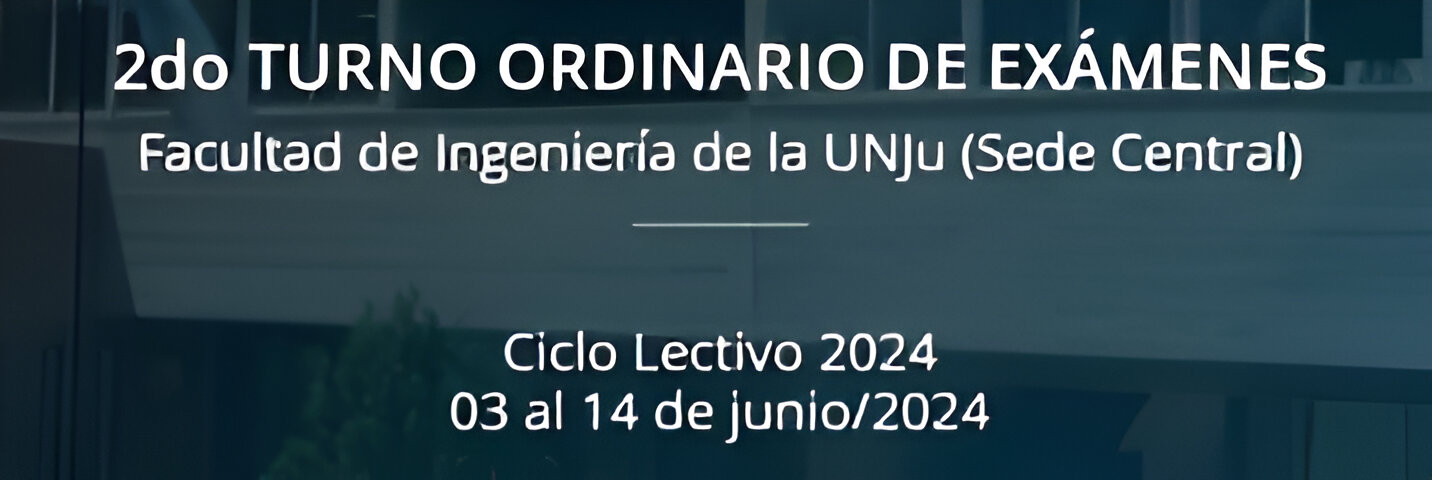 2do TURNO ORDINARIO DE EXÁMENES
Facultad de Ingeniería de la UNJu (Sede Central)
Ciclo Lectivo 2024
03 al 14 de junio/2024